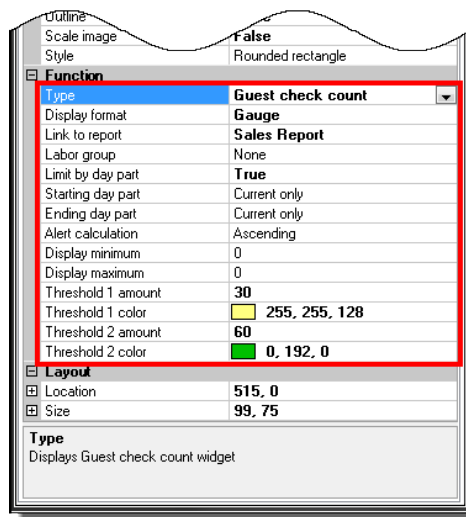 Outline
Scale image False
Style Rounded rectangle
Function
Type Guest check count
Display format Gauge
Link to report Sales Report
Labor group None
Limit by day part True
Starting day part Current only
Ending day part Current only
Alert calculation Ascending
Display minimum 0
Display maximum 0
Threshold 1 amount 30
Threshold 1 color 255, 255, 128
Threshold 2 amount 60
Threshold 2 color 0, 192, 0
Layout
Location 515, 0
Size 99, 75
Type
Displays Guest check count widget